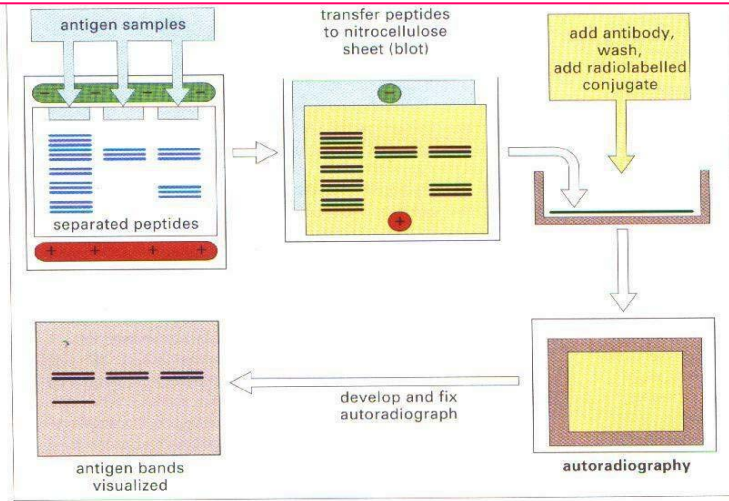 antigen samples
− − − −
separated peptides
+ + + +
transfer peptides
to nitrocellulose
sheet (blot)
−
+
add antibody,
wash,
add radiolabelled
conjugate
autoradiography
develop and fix
autoradiograph
antigen bands
visualized